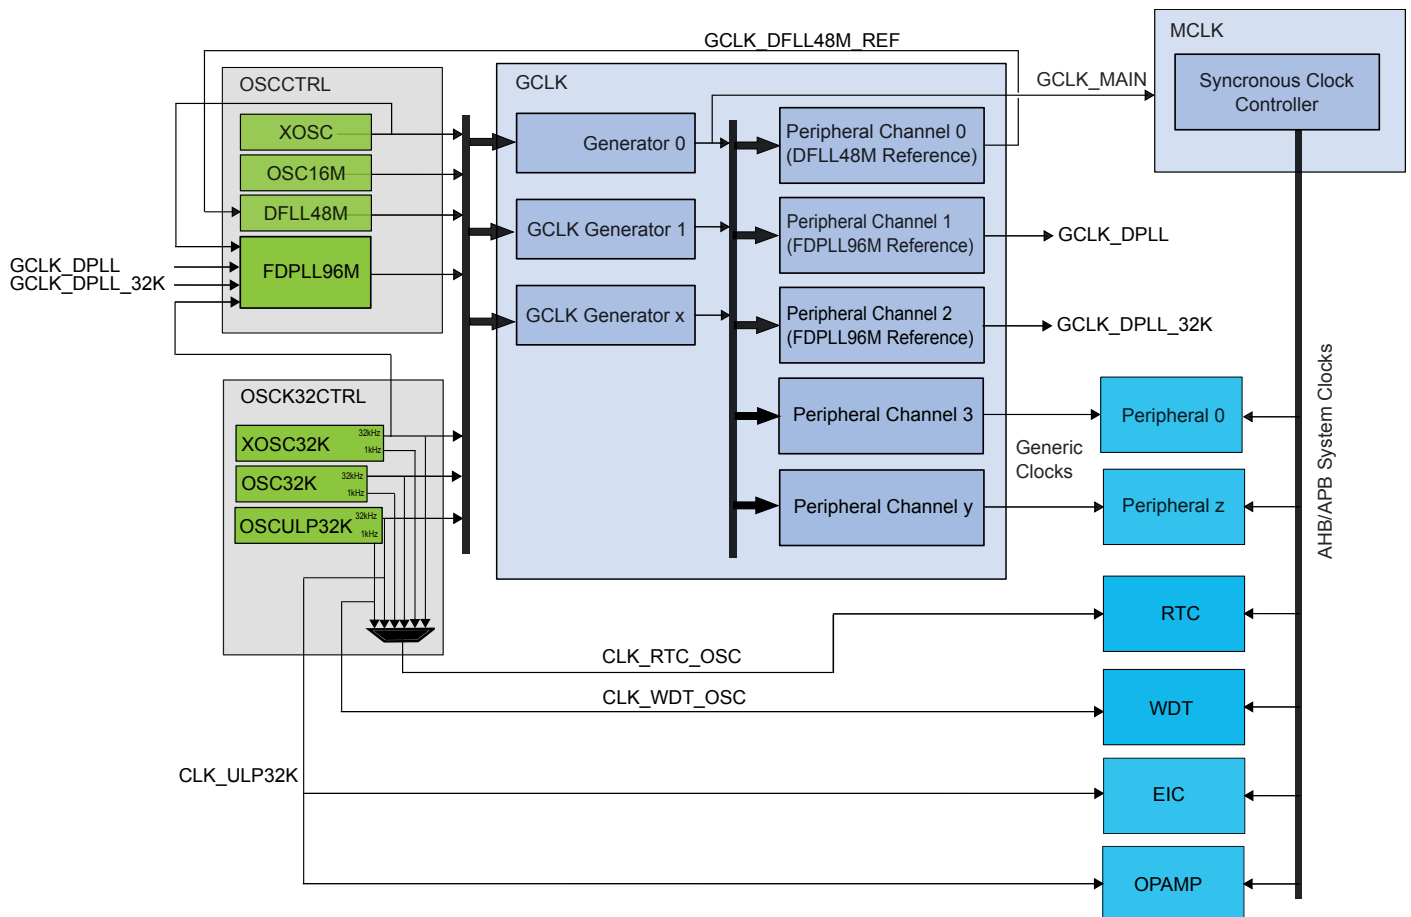 GCLK_DFLL48M_REF
MCLK
OSCCTRL
GCLK
GCLK_MAIN
Syncronous Clock
Controller
XOSC
OSC16M
DFLL48M
FDPLL96M
GCLK_DPLL
GCLK_DPLL_32K
Generator 0
GCLK Generator 1
GCLK Generator x
Peripheral Channel 0
(DFLL48M Reference)
Peripheral Channel 1
(FDPLL96M Reference)
GCLK_DPLL
Peripheral Channel 2
(FDPLL96M Reference)
GCLK_DPLL_32K
Peripheral Channel 3
Peripheral Channel y
Generic
Clocks
Peripheral 0
Peripheral z
AHB/APB System Clocks
OSCK32CTRL
XOSC32K
32kHz
1kHz
OSC32K
32kHz
1kHz
OSCULP32K
32kHz
1kHz
RTC
CLK_RTC_OSC
CLK_WDT_OSC
WDT
CLK_ULP32K
EIC
OPAMP